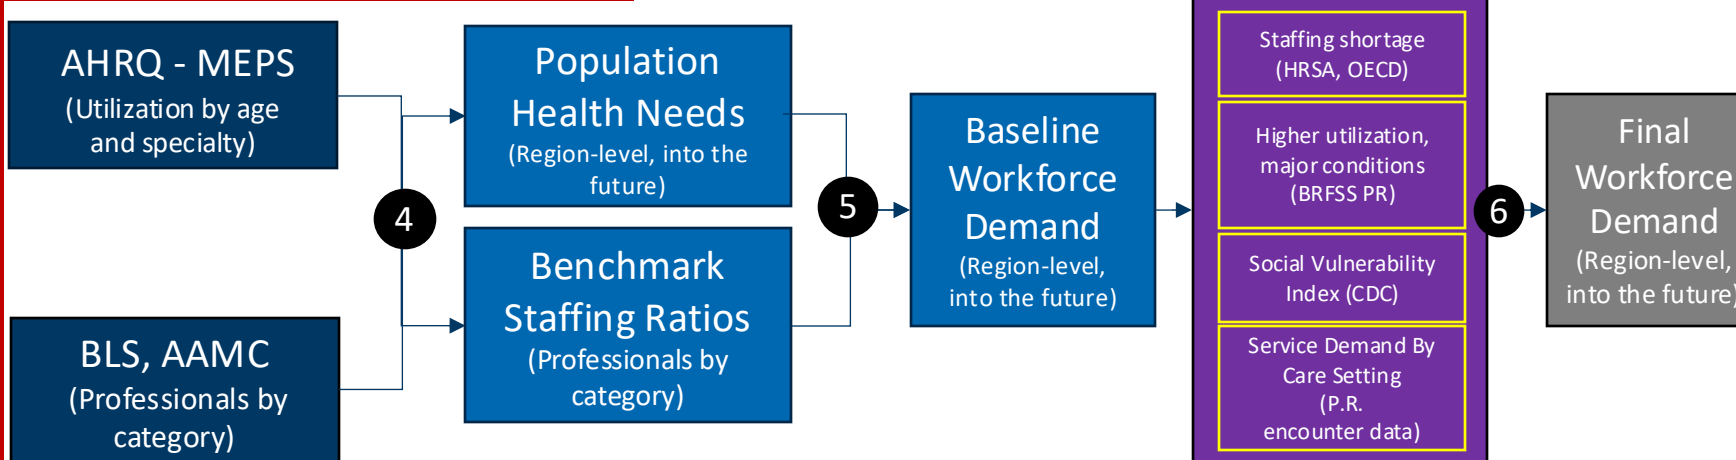 AHRQ - MEPS
(Utilization by age
and specialty)
BLS, AAMC
(Professionals by
category)
4
Population
Health Needs
(Region-level, into the
future)
Benchmark
Staffing Ratios
(Professionals by
category)
5
Baseline
Workforce
Demand
(Region-level,
into the future)
Staffing shortage
(HRSA, OECD)
Higher utilization,
major conditions
(BRFSS PR)
Social Vulnerability
Index (CDC)
Service Demand By
Care Setting
(P.R.
encounter data)
6
Final
Workforce
Demand
(Region-level,
into the future)